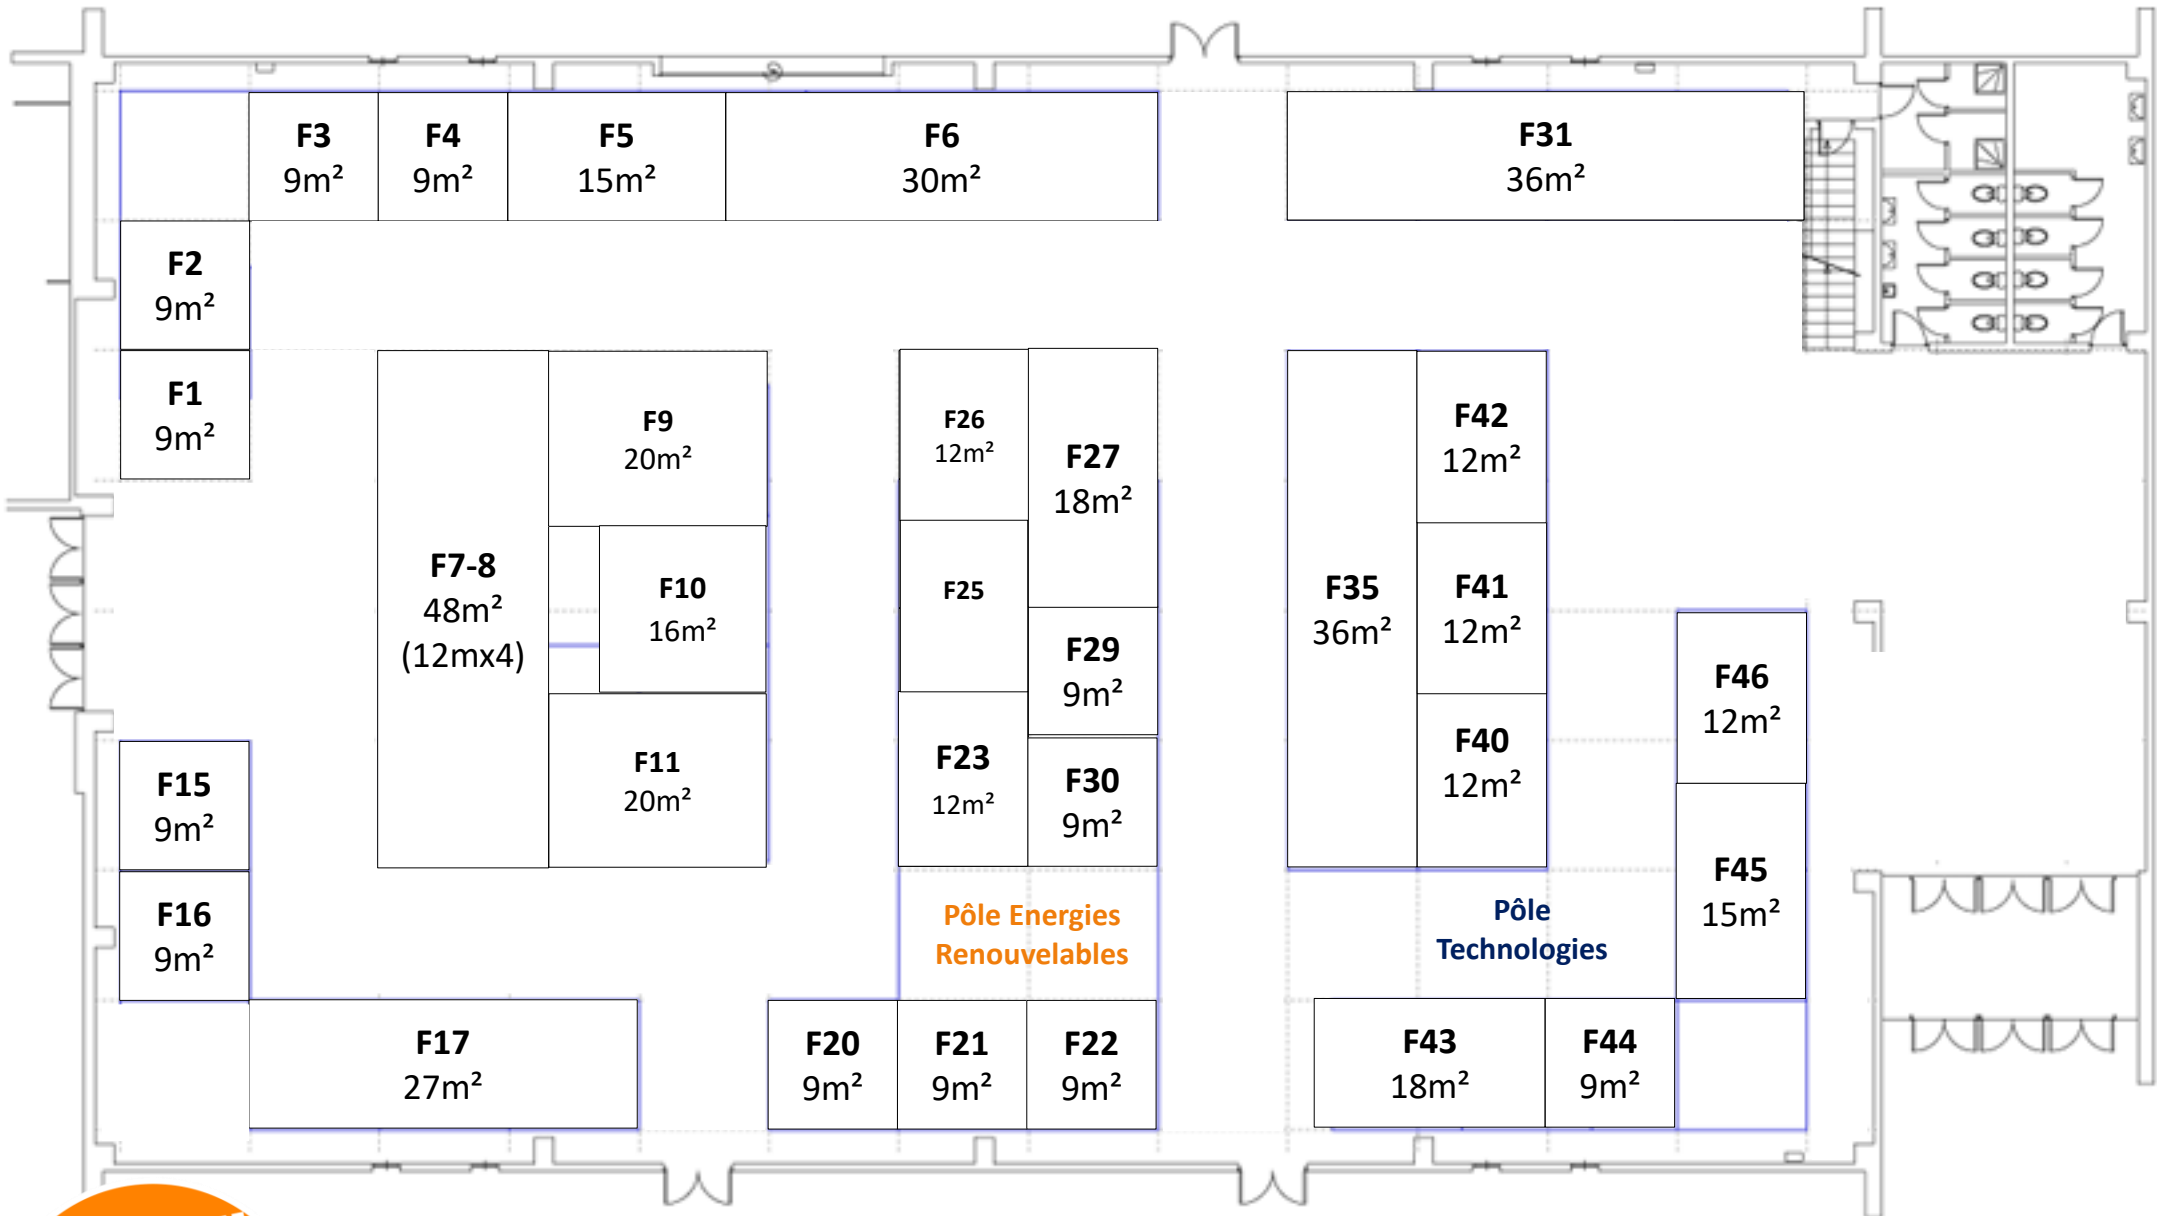 F3
9m²
F4
9m²
F5
15m²
F6
30m²
F31
36m²
F2
9m²
F1
9m²
F7-8
48m²
(12mx4)
F9
20m²
F10
16m²
F11
20m²
F26
12m²
F25
F23
12m²
F27
18m²
F29
9m²
F30
9m²
F35
36m²
F42
12m²
F41
12m²
F40
12m²
F46
12m²
F45
15m²
F15
9m²
F16
9m²
Pôle Energies
Renouvelables
Pôle
Technologies
F17
27m²
F20
9m²
F21
9m²
F22
9m²
F43
18m²
F44
9m²